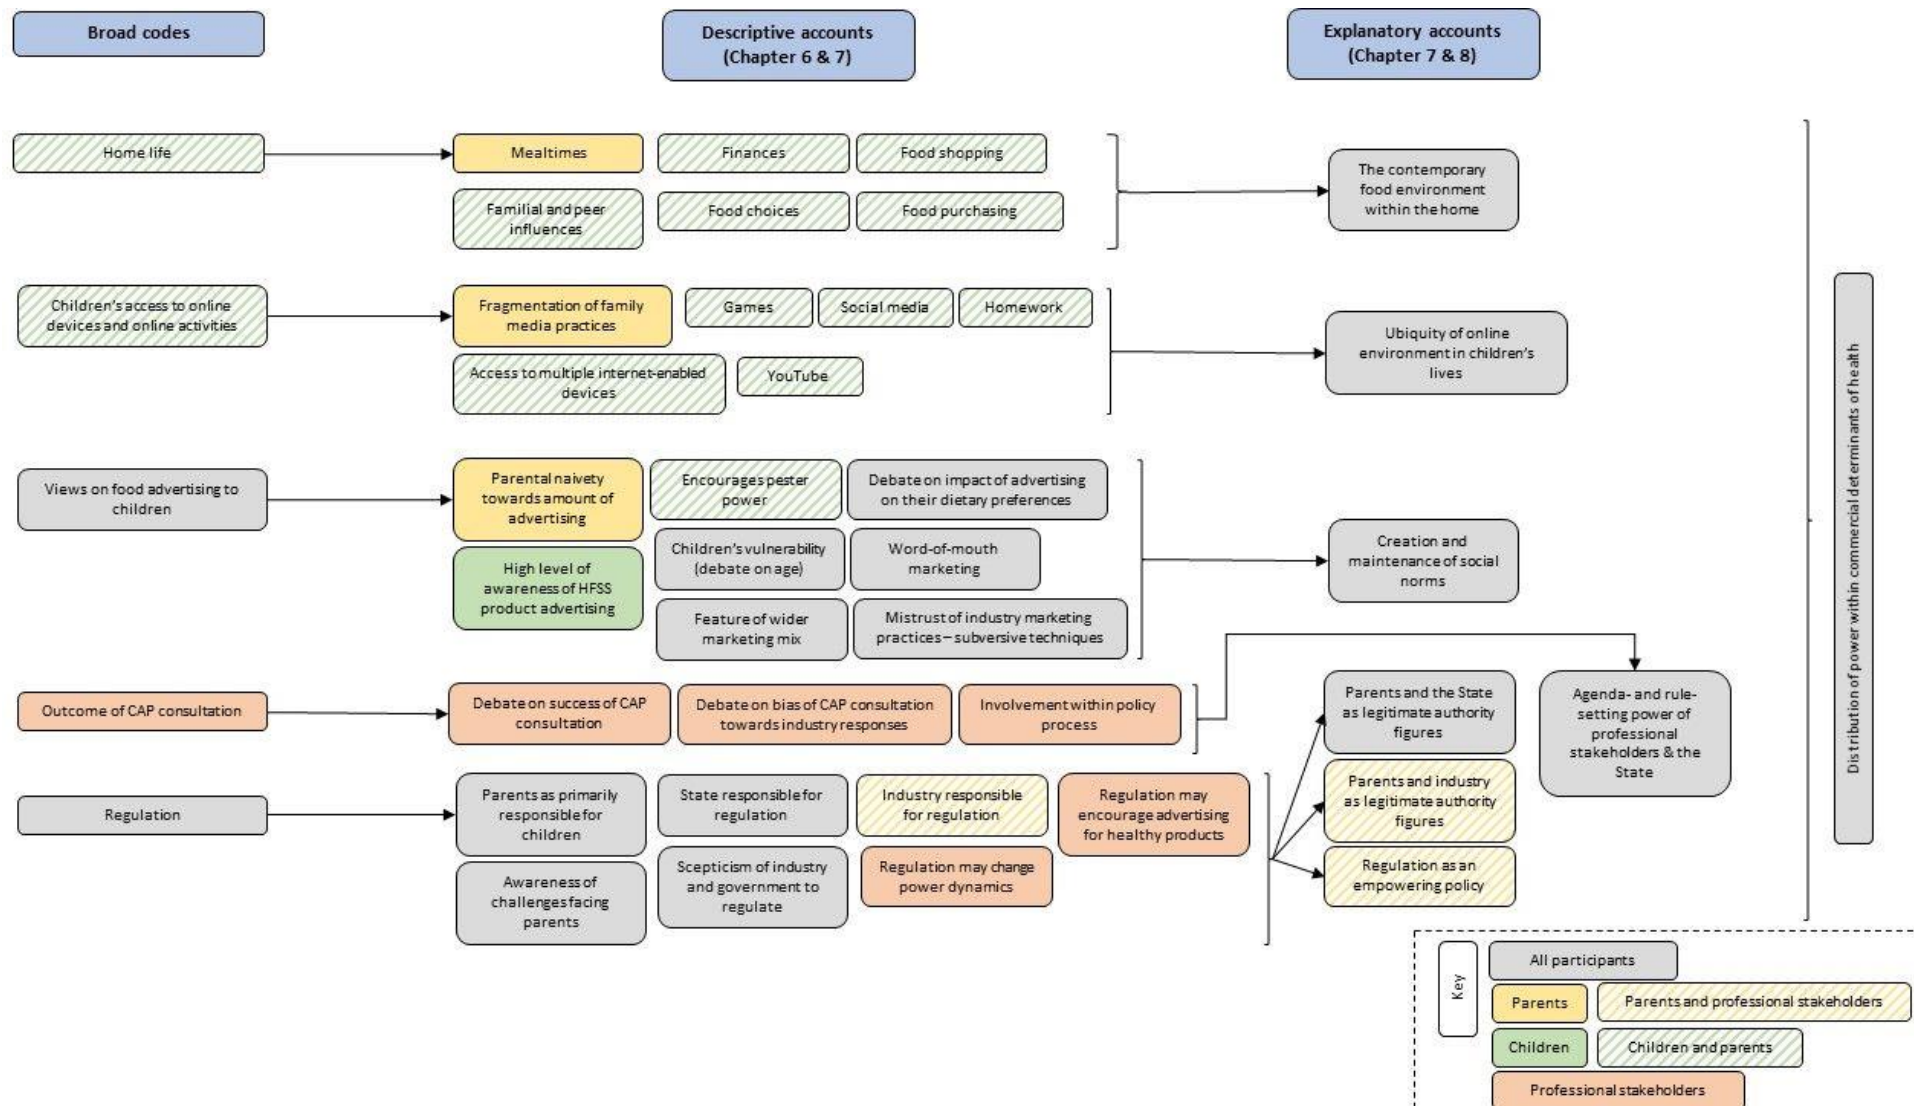 Broad codes
Descriptive accounts
(Chapter 6 & 7)
Explanatory accounts
(Chapter 7 & 8)
Home life
Mealtimes
Finances
Food shopping
Familial and peer
influences
Food choices
Food purchasing
The contemporary
food environment
within the home
Children's access to online
devices and online activities
Fragmentation of family
media practices
Games
Social media
Homework
Access to multiple internet-enabled
devices
YouTube
Ubiquity of online
environment in children's
lives
Views on food advertising to
children
Parental naivety
towards amount of
advertising
Encourages pester
power
Debate on impact of advertising
on their dietary preferences
High level of
awareness of HFSS
product advertising
Children's vulnerability
(debate on age)
Word-of-mouth
marketing
Feature of wider
marketing mix
Mistrust of industry marketing
practices – subversive techniques
Creation and
maintenance of social
norms
Outcome of CAP consultation
Debate on success of CAP
consultation
Debate on bias of CAP consultation
towards industry responses
Involvement within policy
process
Agenda- and rule-
setting power of
professional
stakeholders & the
State
Regulation
Parents as primarily
responsible for
children
State responsible for
regulation
Industry responsible
for regulation
Regulation may
encourage advertising
for healthy products
Awareness of
challenges facing
parents
Scepticism of industry
and government to
regulate
Regulation may change
power dynamics
Parents and the State
as legitimate authority
figures
Parents and industry
as legitimate authority
figures
Regulation as an
empowering policy
Distribution of power within commercial determinants of health
Key
All participants
Parents
Parents and professional stakeholders
Children
Children and parents
Professional stakeholders